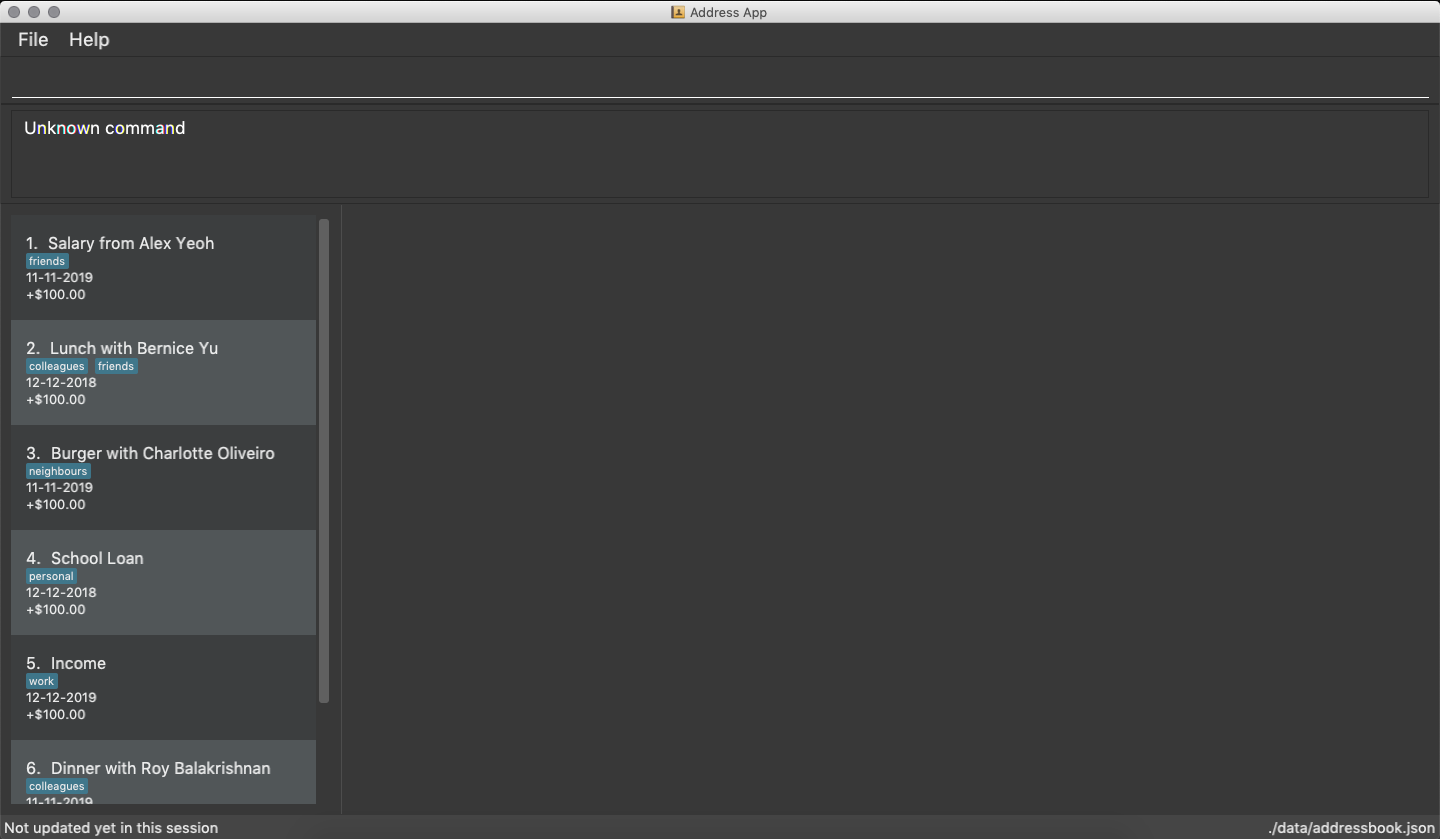 Address App
File Help
Unknown command
1. Salary from Alex Yeoh
friends
11-11-2019
+$100.00
2. Lunch with Bernice Yu
colleagues friends
12-12-2018
+$100.00
3. Burger with Charlotte Oliveiro
neighbours
11-11-2019
+$100.00
4. School Loan
personal
12-12-2018
+$100.00
5. Income
work
12-12-2019
+$100.00
6. Dinner with Roy Balakrishnan
colleagues
11-11-2019
Not updated yet in this session
./data/addressbook.json